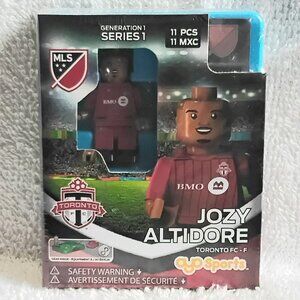 MLS
GENERATION 1
SERIES 1
11 PCS
11 MXC
BMO
BMO
TORONTO
JOZY
ALTIDORE
TORONTO FC - F
OYO Sports
SAFETY WARNING
AVERTISSEMENT DE SÉCURITÉ